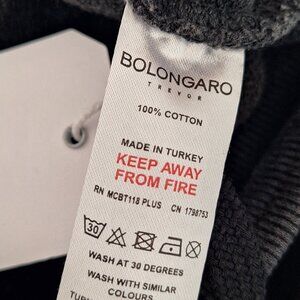 BOLONGARO
TREVOR
100% COTTON
MADE IN TURKEY
KEEP AWAY
FROM FIRE
RN MCBT118 PLUS CN 1798753
30
WASH AT 30 DEGREES
WASH WITH SIMILAR
COLOURS